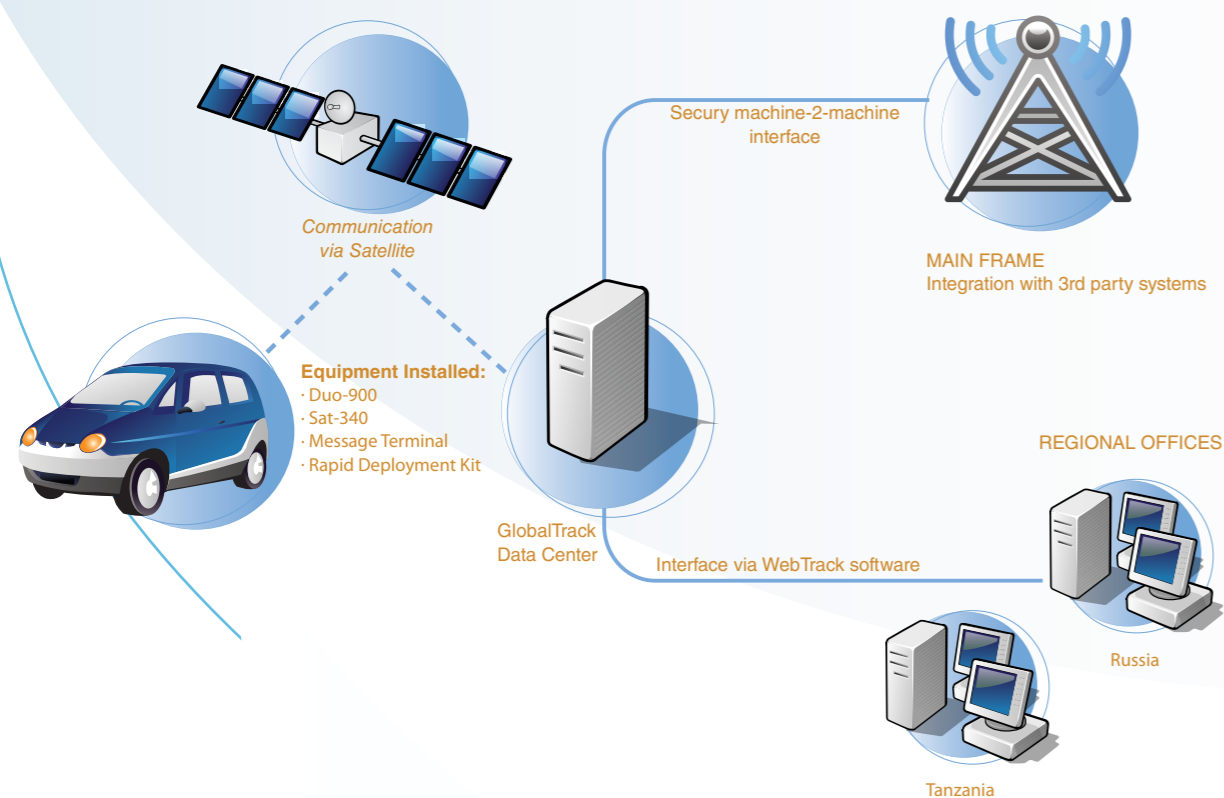 Secury machine-2-machine
interface
Communication
via Satellite
MAIN FRAME
Integration with 3rd party systems
Equipment Installed:
· Duo-900
· Sat-340
· Message Terminal
· Rapid Deployment Kit
REGIONAL OFFICES
GlobalTrack
Data Center
Interface via WebTrack software
Russia
Tanzania